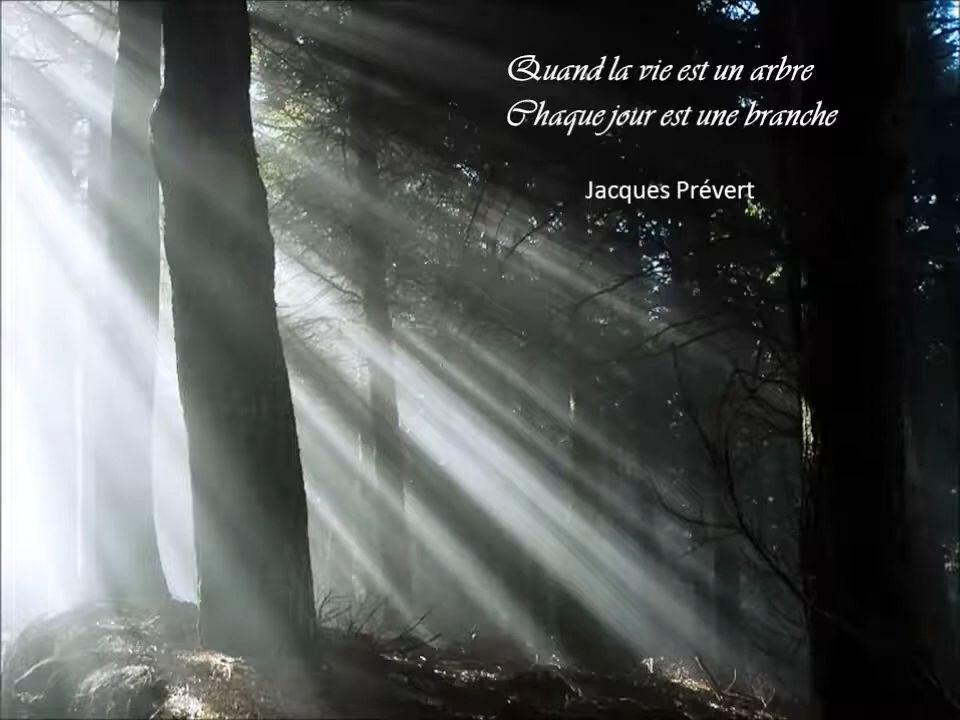 Quand la vie est un arbre
Chaque jour est une branche
Jacques Prévert